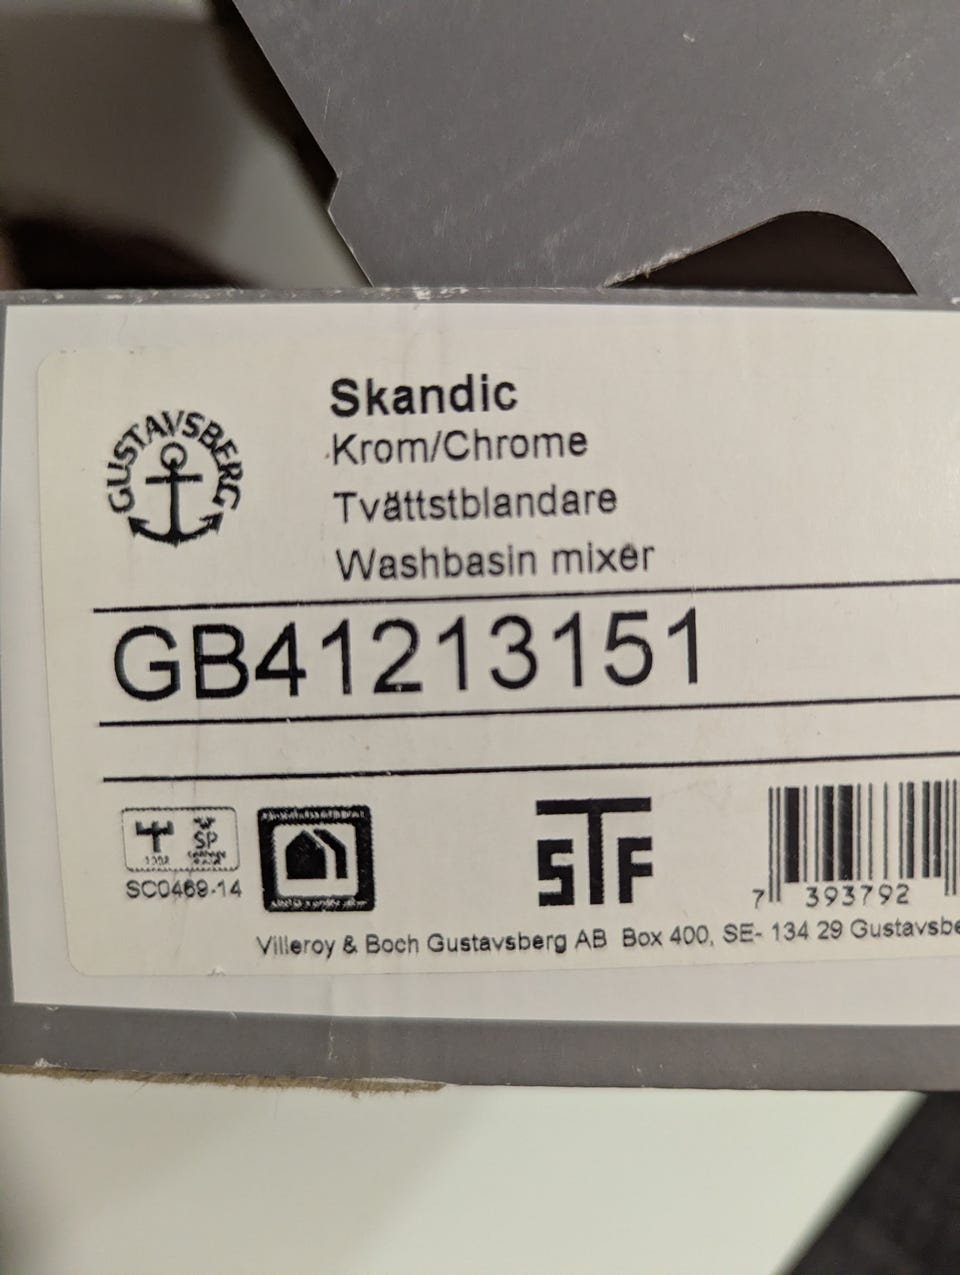 GUSTAVSBERG
Skandic
Krom/Chrome
Tvättstblandare
Washbasin mixer
GB41213151
SP
SC0469-14
STF
7 393792
Villeroy & Boch Gustavsberg AB Box 400, SE- 134 29 Gustavsbe